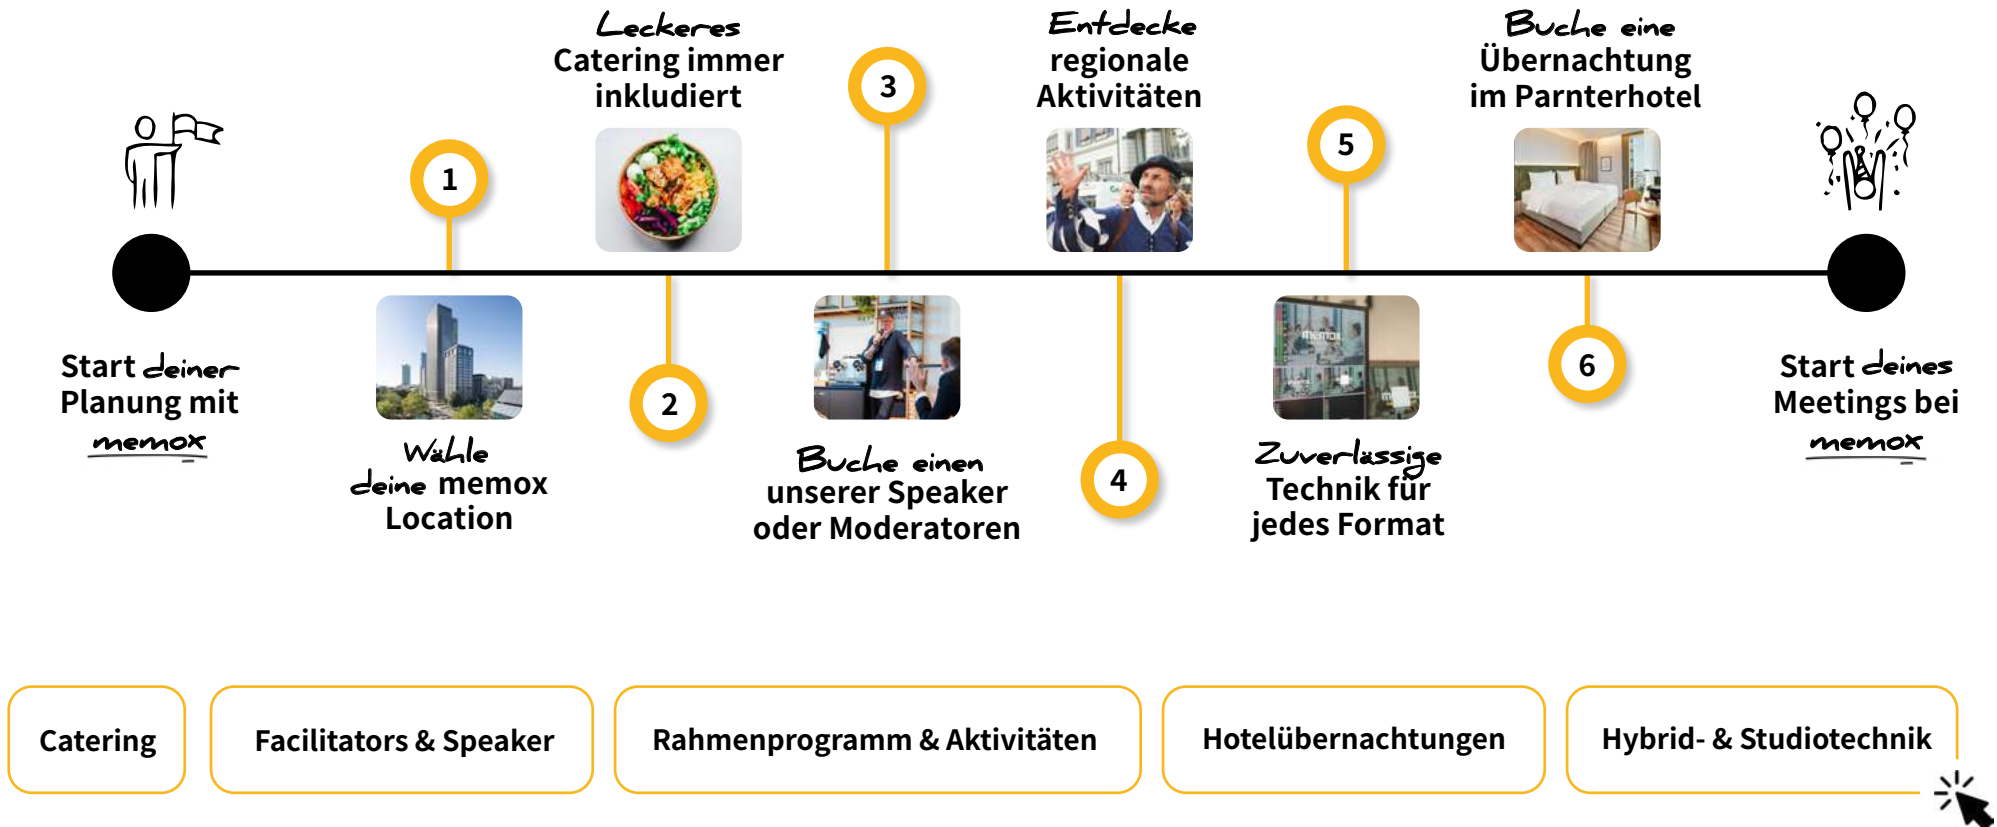 Start deiner
Planung mit
memox
1
Wähle
deine memox
Location
Leckeres
Catering immer
inkludiert
2
3
Buche einen
unserer Speaker
oder Moderatoren
Entdecke
regionale
Aktivitäten
4
5
memox
Zuverlässige
Technik für
jedes Format
Buche eine
Übernachtung
im Parnterhotel
6
Start deines
Meetings bei
memox
Catering
Facilitators & Speaker
Rahmenprogramm & Aktivitäten
Hotelübernachtungen
Hybrid- & Studiotechnik